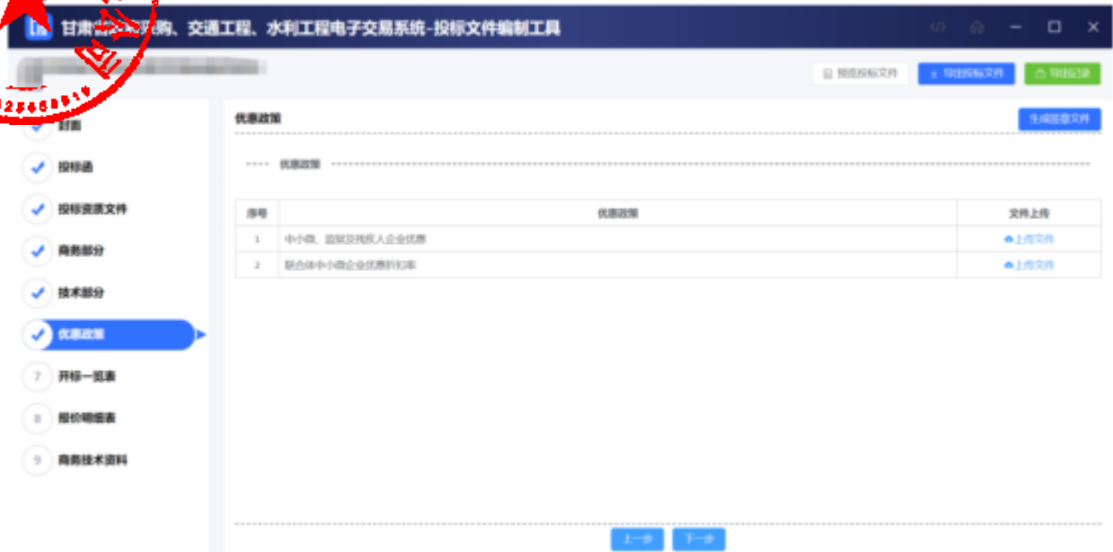 甘肃省政府采购、交通工程、水利工程电子交易系统-投标文件编制工具
预览投标文件
导出投标文件
导出记录
封面
投标函
投标资质文件
商务部分
技术部分
优惠政策
7 开标一览表
8 报价明细表
9 商务技术资料
优惠政策
生成签章文件
优惠政策
序号 优惠政策 文件上传
1 中小微、监狱及残疾人企业优惠 上传文件
2 联合体中小微企业优惠折扣率 上传文件
上一步 下一步